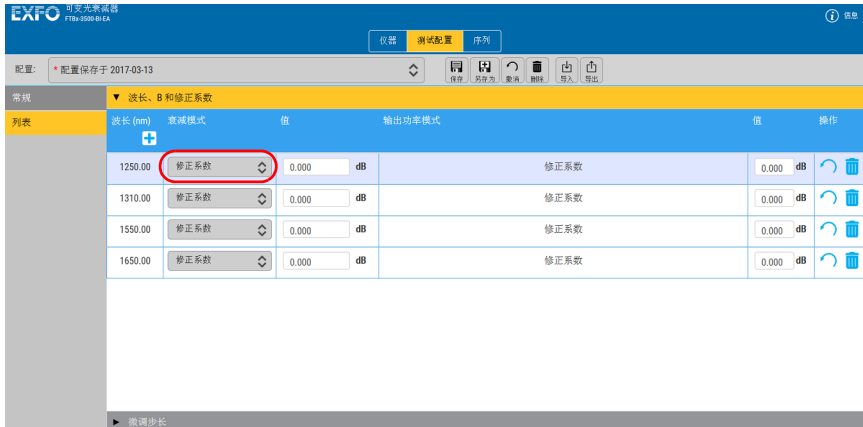 EXFO 可变光衰减器
FTBx-3500-BI-EA
信息
仪器 测试配置 序列
配置: * 配置保存于 2017-03-13
保存 另存为 撤消 删除 导入 导出
常规
列表
▼ 波长、B 和修正系数
波长 (nm) 衰减模式 值 输出功率模式 值 操作
1250.00 修正系数 0.000 dB 修正系数 0.000 dB
1310.00 修正系数 0.000 dB 修正系数 0.000 dB
1550.00 修正系数 0.000 dB 修正系数 0.000 dB
1650.00 修正系数 0.000 dB 修正系数 0.000 dB
► 微调步长